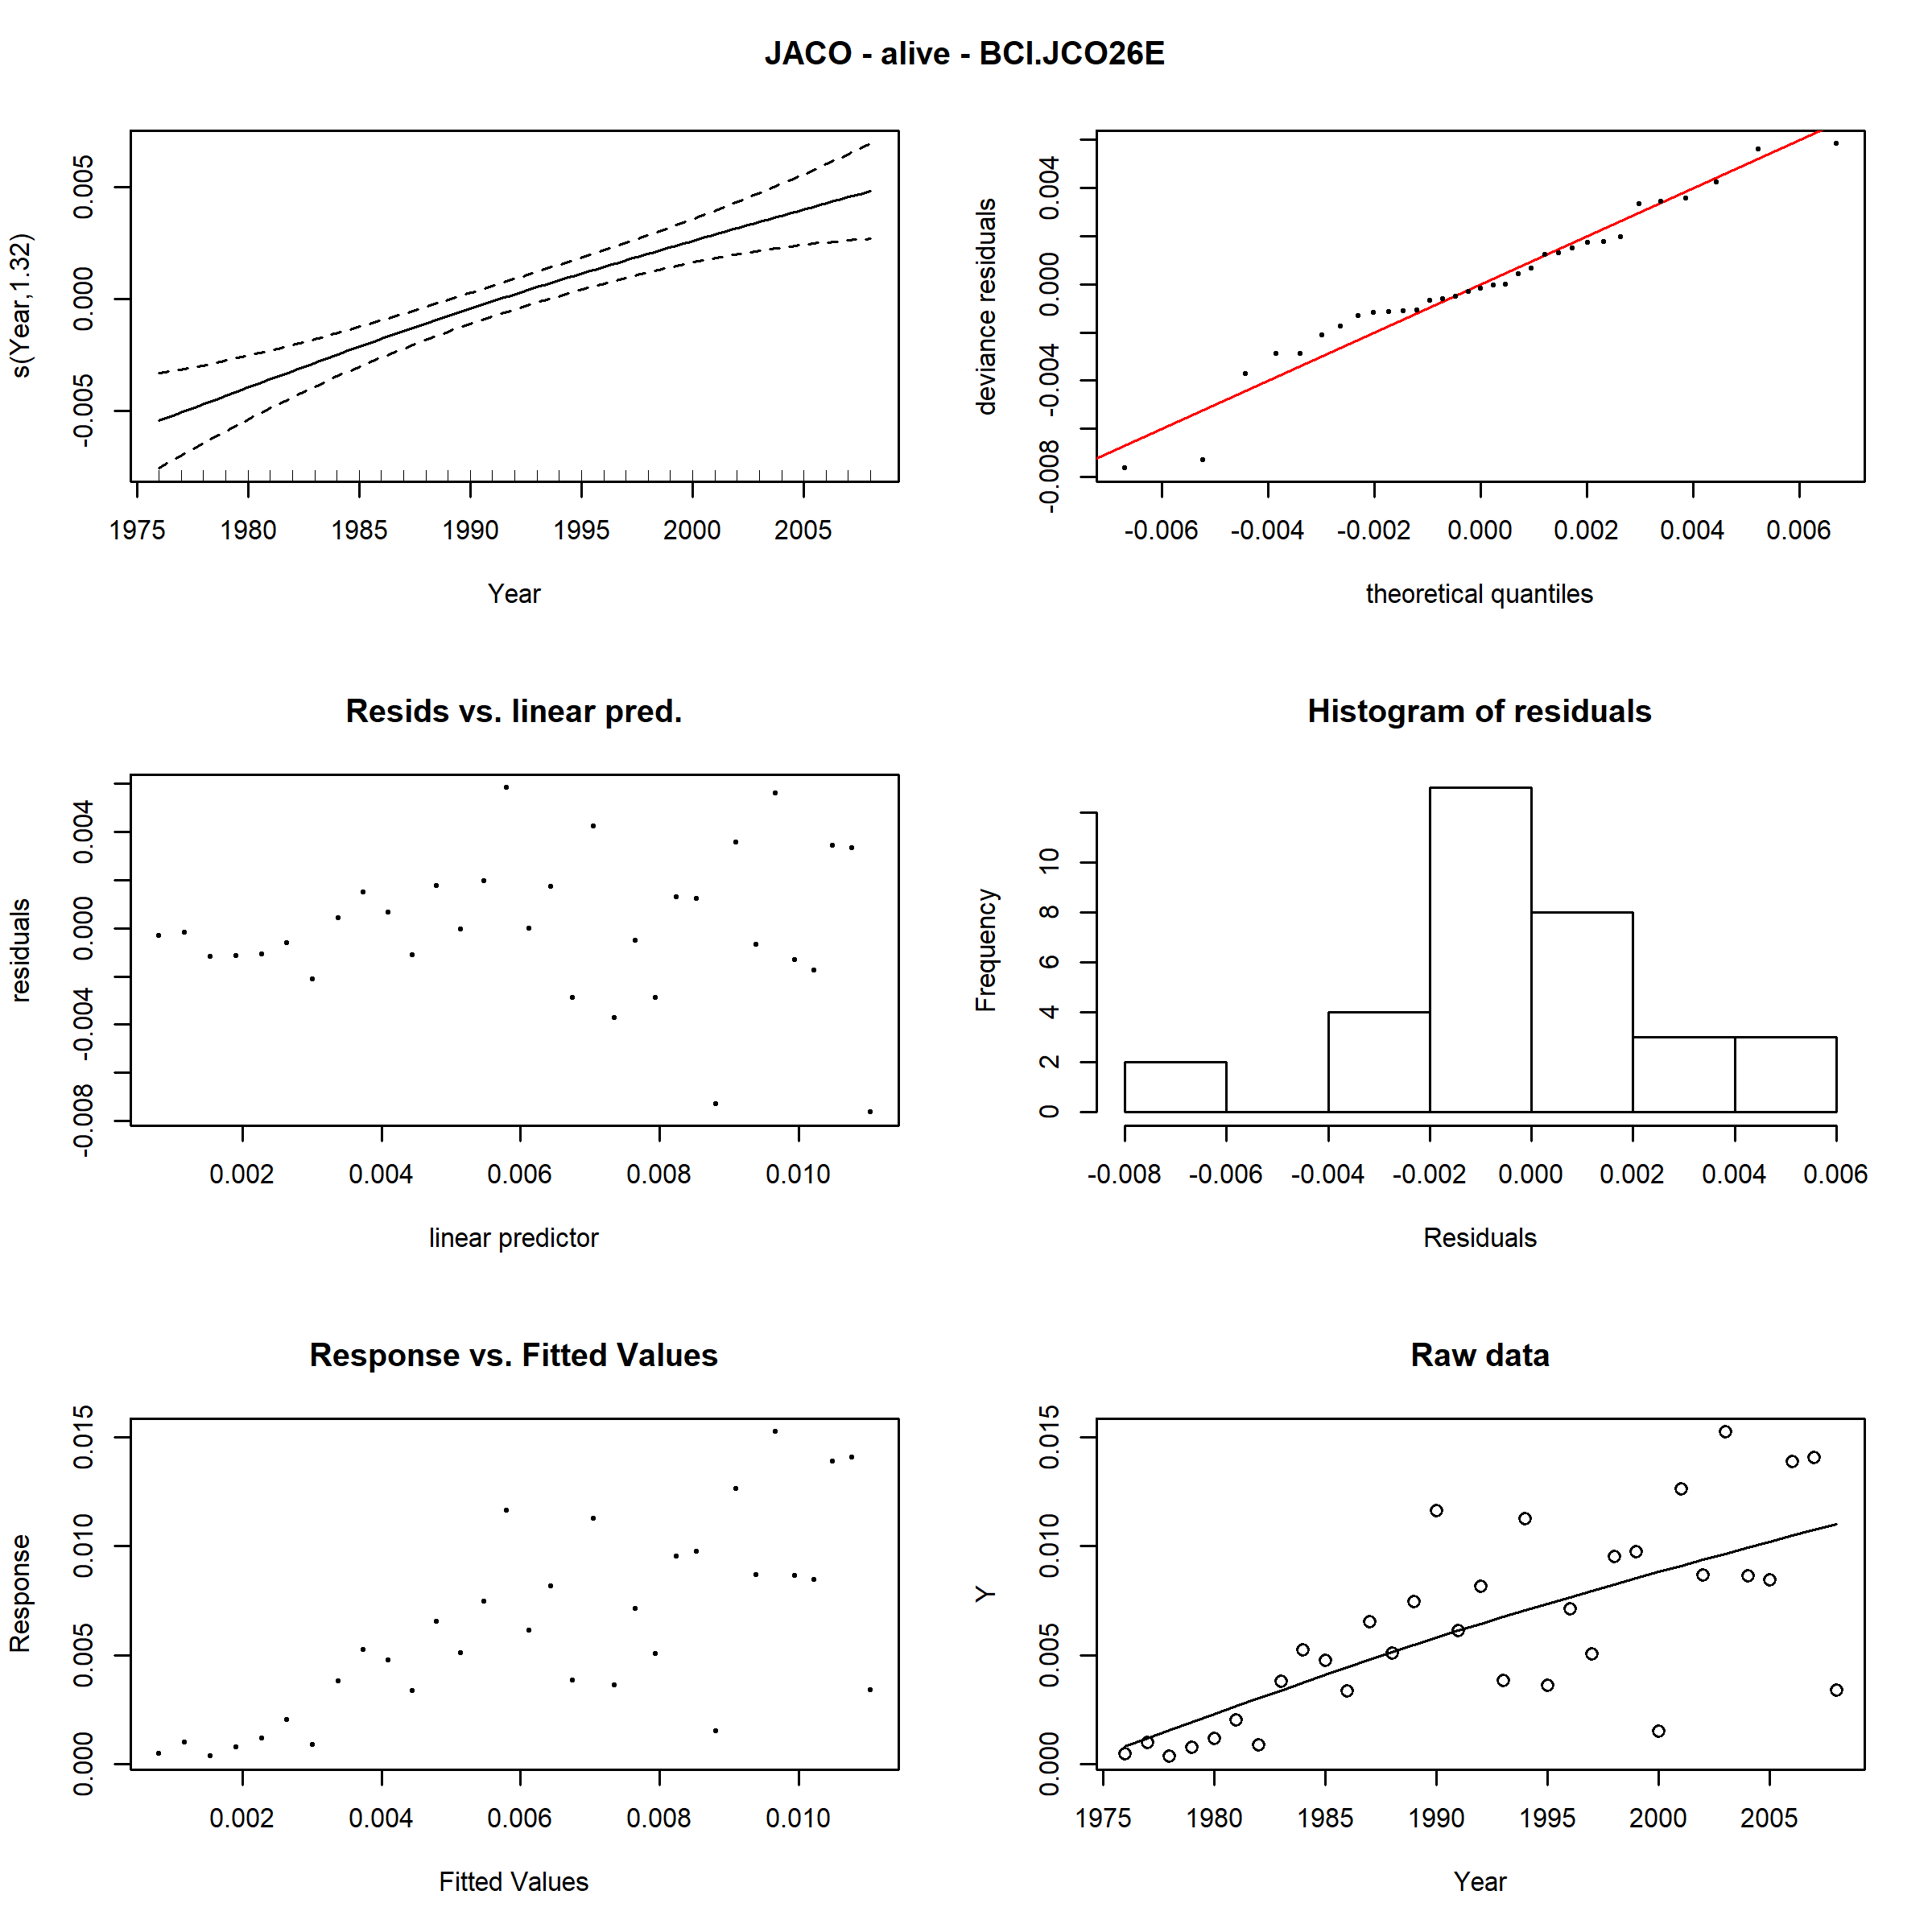 JACO - alive - BCI.JCO26E
s(Year,1.32)
0.005
0.000
-0.005
1975 1980 1985 1990 1995 2000 2005
Year
deviance residuals
0.004
0.000
-0.004
-0.008
-0.006 -0.004 -0.002 0.000 0.002 0.004 0.006
theoretical quantiles
Resids vs. linear pred.
residuals
0.004
0.000
-0.004
-0.008
0.002 0.004 0.006 0.008 0.010
linear predictor
Histogram of residuals
Frequency
10
8
6
4
2
0
-0.008 -0.006 -0.004 -0.002 0.000 0.002 0.004 0.006
Residuals
Response vs. Fitted Values
Response
0.015
0.010
0.005
0.000
0.002 0.004 0.006 0.008 0.010
Fitted Values
Raw data
Y
0.015
0.010
0.005
0.000
1975 1980 1985 1990 1995 2000 2005
Year